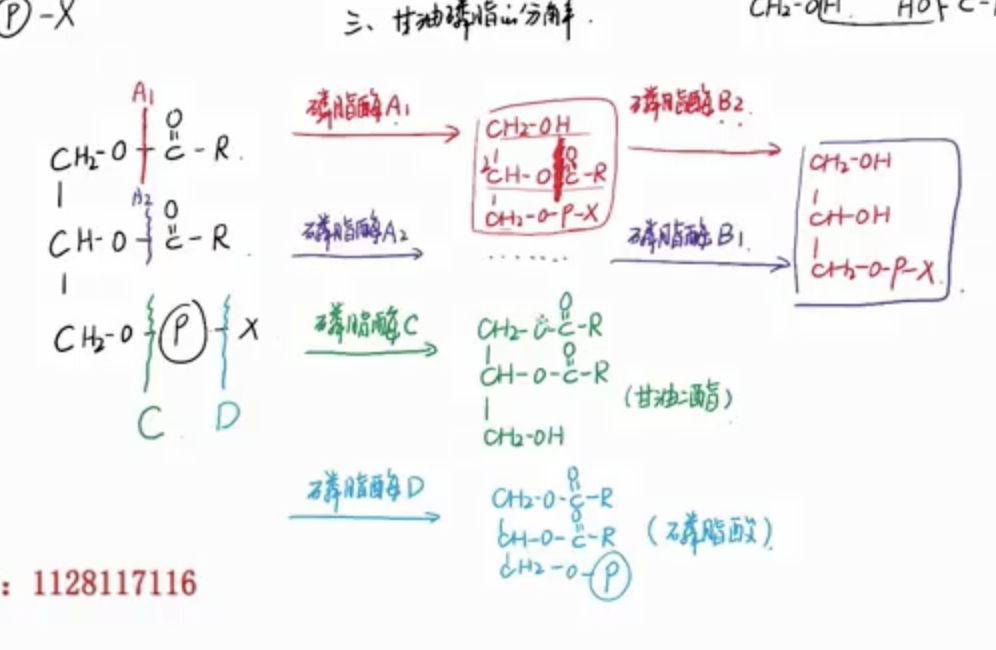 P -X
三、甘油磷脂的分解.
CH2-OH HO C-
A1
O
CH2-O C-R.
A2
O
CH-O C-R
CH2-O P X
C D
磷脂酶A1
磷脂酶A2
磷脂酶C
磷脂酶D
CH2-OH
2 O
CH-O C-R
CH2-O-P-X
.......
磷脂酶B2
磷脂酶B1
CH2-OH
CH-OH
CH2-O-P-X.
O
CH2-O-C-R
O
CH-O-C-R
(甘油二酯)
CH2-OH
O
CH2-O-C-R
O
CH-O-C-R
(磷脂酸)
CH2-O-P
: 1128117116